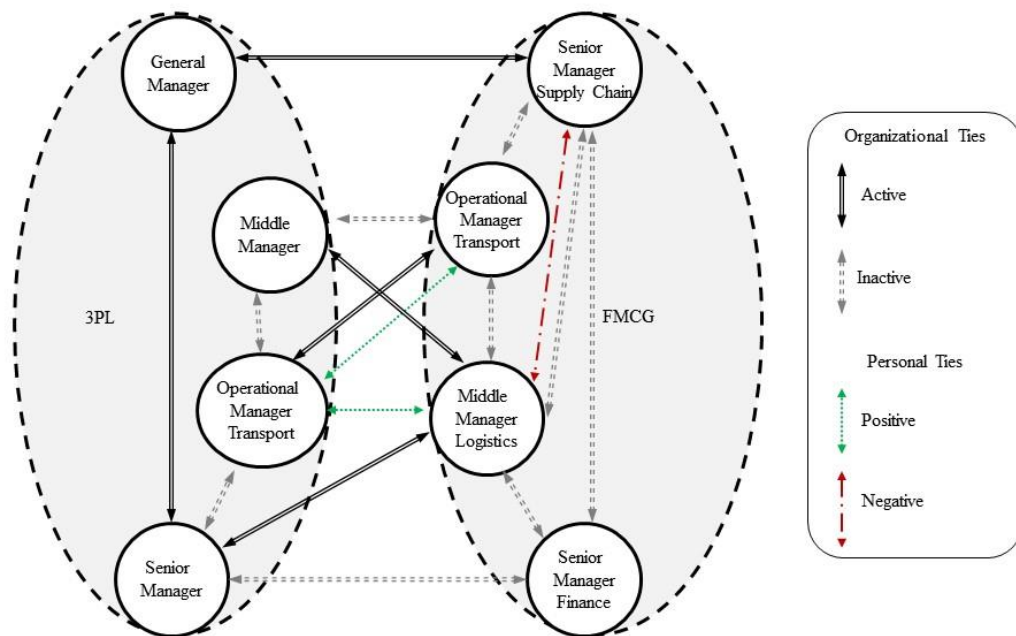 General
Manager
Senior
Manager
Supply Chain
Organizational Ties
Active
Operational
Manager
Transport
Middle
Manager
Inactive
3PL
FMCG
Personal Ties
Operational
Manager
Transport
Middle
Manager
Logistics
Positive
Negative
Senior
Manager
Senior
Manager
Finance